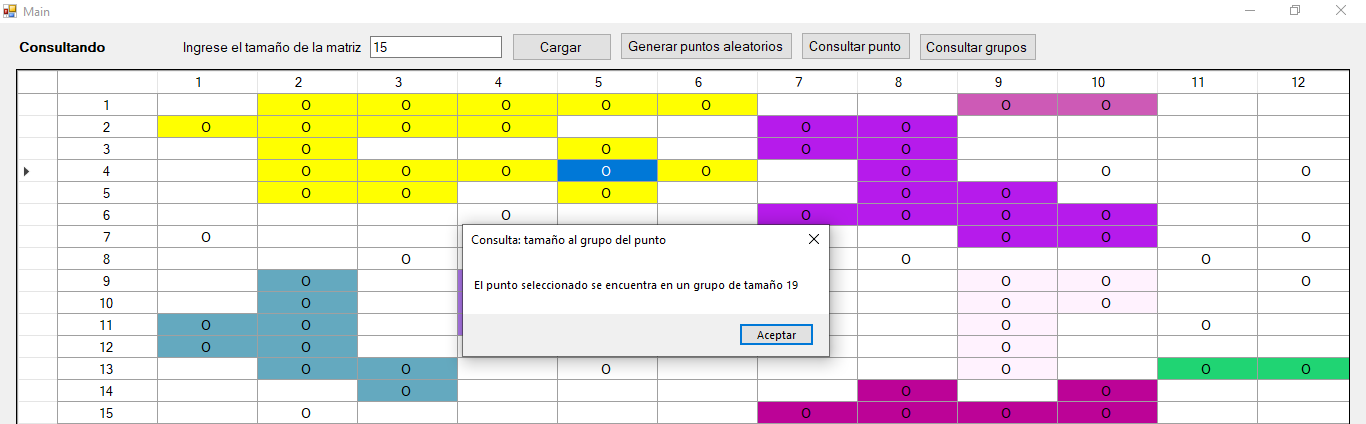 Main
Consultando Ingrese el tamaño de la matriz 15 Cargar Generar puntos aleatorios Consultar punto Consultar grupos
1 2 3 4 5 6 7 8 9 10 11 12
1 O O O O O O O
2 O O O O O O
3 O O O O
4 O O O O O O O O
5 O O O O O
6 O O O O O
7 O O O O
8 O O O
Consulta: tamaño al grupo del punto
El punto seleccionado se encuentra en un grupo de tamaño 19
Aceptar
9 O O O O
10 O O O
11 O O O O
12 O O O
13 O O O O O O
14 O O O
15 O O O O O